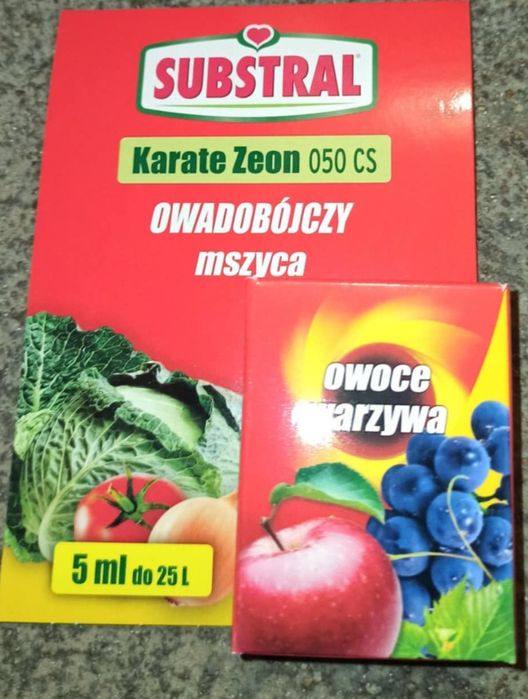 SUBSTRAL®
Karate Zeon 050 CS
OWADOBÓJCZY
mszyca
owoce
warzywa
5 ml do 25 L